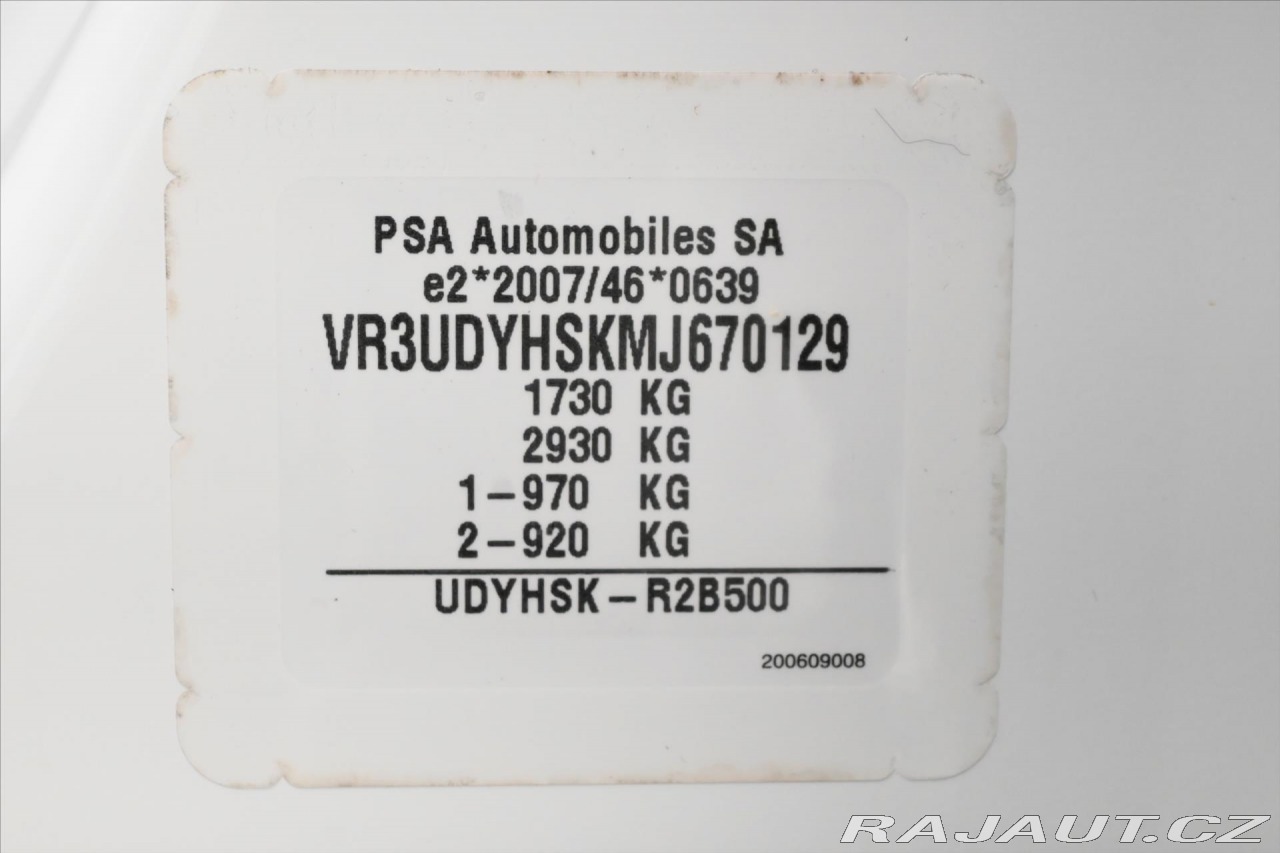 PSA Automobiles SA
e2*2007/46*0639
VR3UDYHSKMJ670129
1730 KG
2930 KG
1-970 KG
2-920 KG
UDYHSK-R2B500
200609008
RAJAUT.CZ